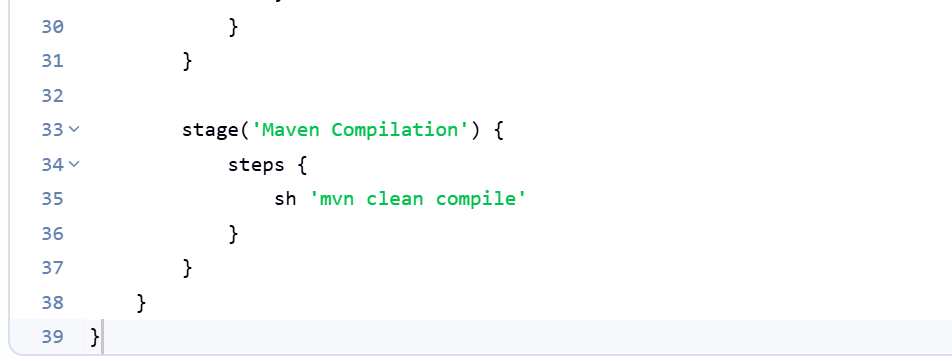 30            }
31        }
32
33        stage('Maven Compilation') {
34            steps {
35                sh 'mvn clean compile'
36            }
37        }
38    }
39 }